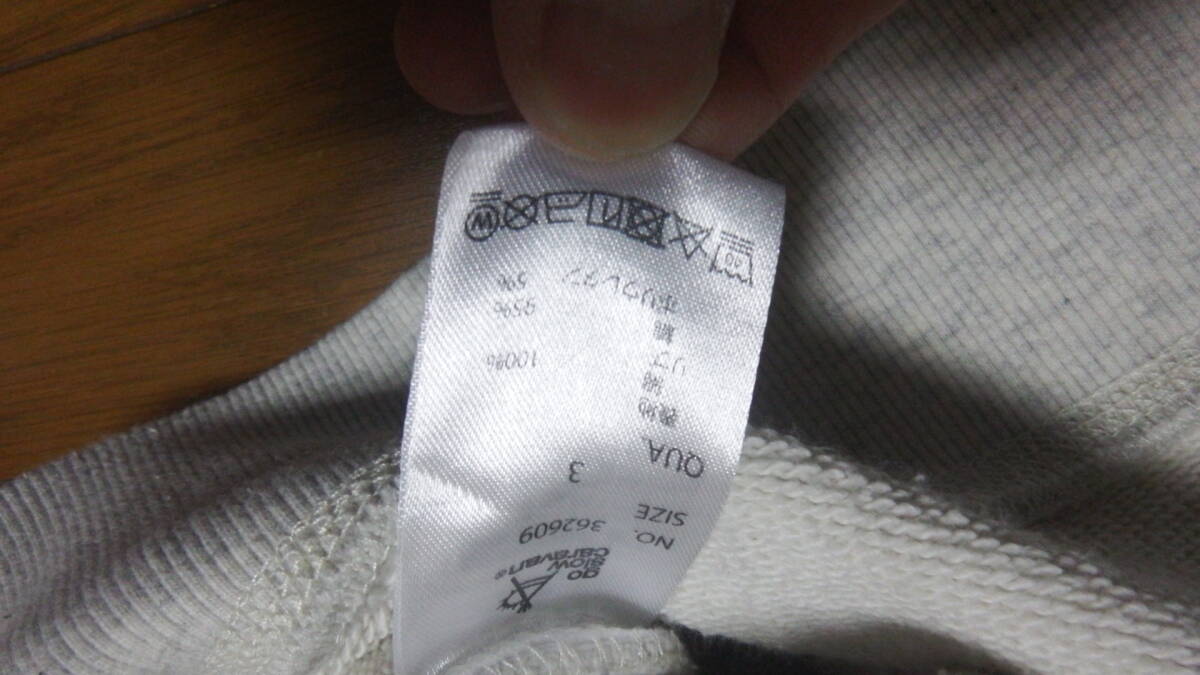 go
slow
caravan®
NO. 362609
SIZE 3
QUA
表地
綿 100%
リブ
綿 95%
ポリウレタン 5%
40
W